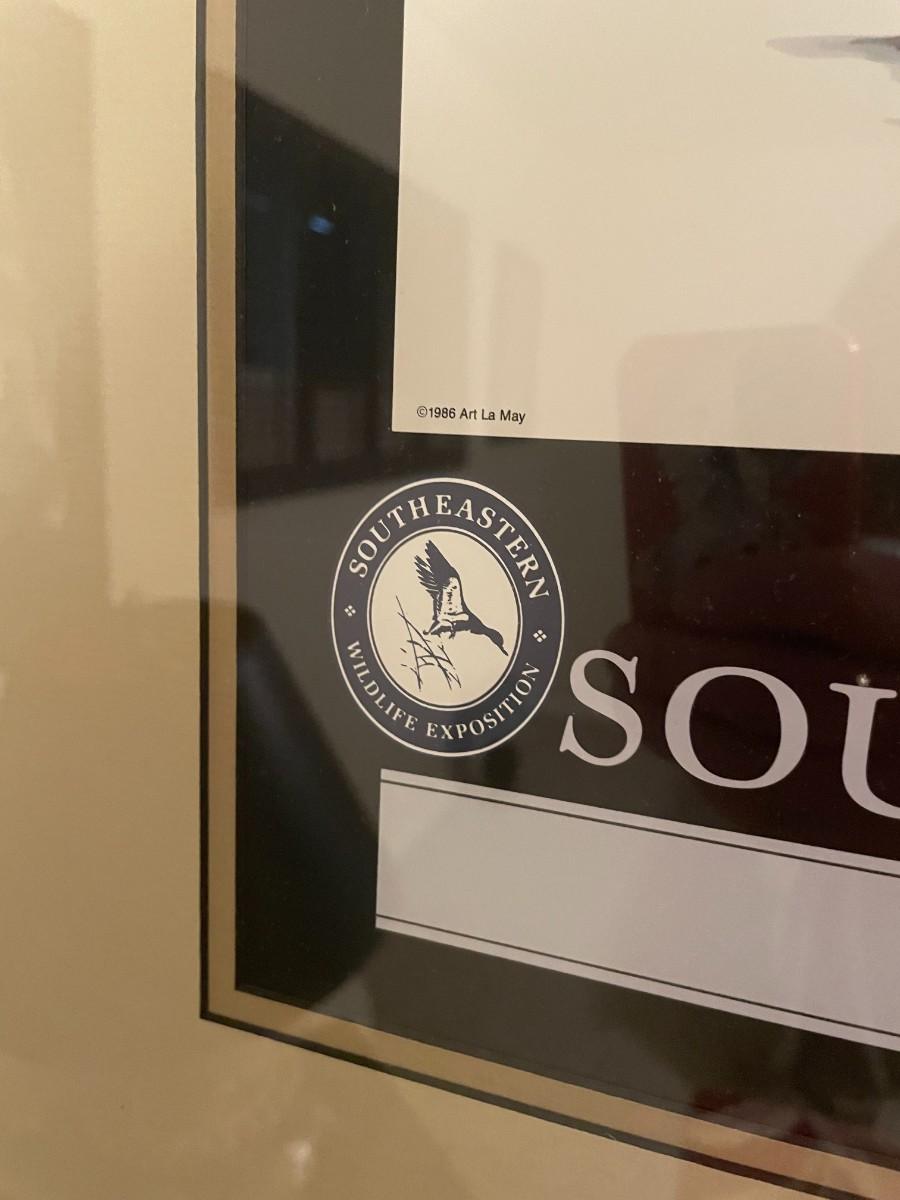 ©1986 Art La May
SOUTHEASTERN
WILDLIFE EXPOSITION
SOU